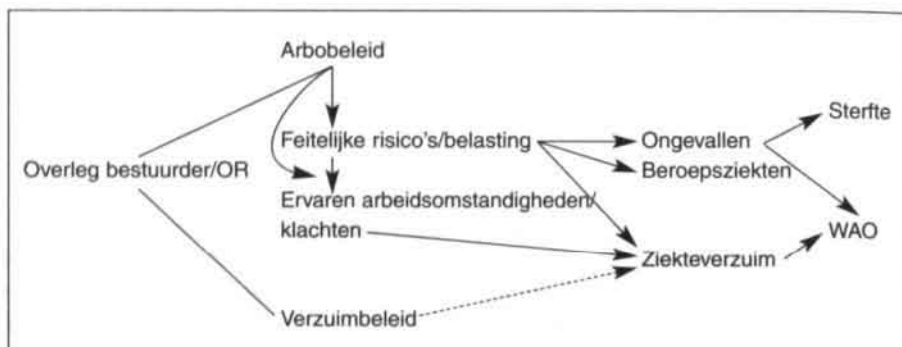 Arbobeleid
Sterfte
Feitelijke risico's/belasting
Ongevallen
Overleg bestuurder/OR
Beroepsziekten
Ervaren arbeidsomstandigheden/
klachten
WAO
Ziekteverzuim
Verzuimbeleid